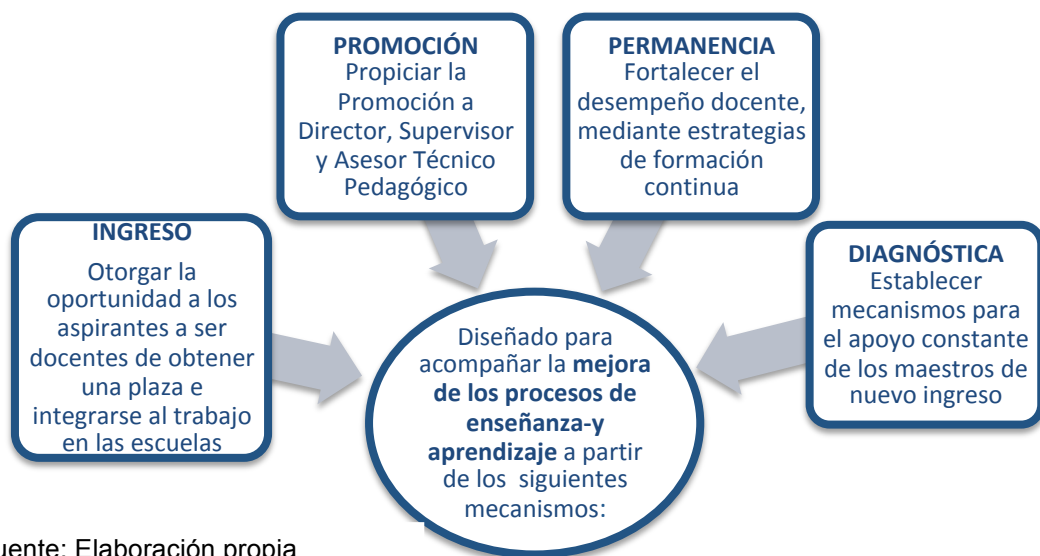 PROMOCIÓN
Propiciar la
Promoción a
Director, Supervisor
y Asesor Técnico
Pedagógico
PERMANENCIA
Fortalecer el
desempeño docente,
mediante estrategias
de formación
continua
INGRESO
Otorgar la
oportunidad a los
aspirantes a ser
docentes de obtener
una plaza e
integrarse al trabajo
en las escuelas
DIAGNÓSTICA
Establecer
mecanismos para
el apoyo constante
de los maestros de
nuevo ingreso
Diseñado para
acompañar la mejora
de los procesos de
enseñanza-y
aprendizaje a partir
de los siguientes
mecanismos:
uente: Elaboración propia